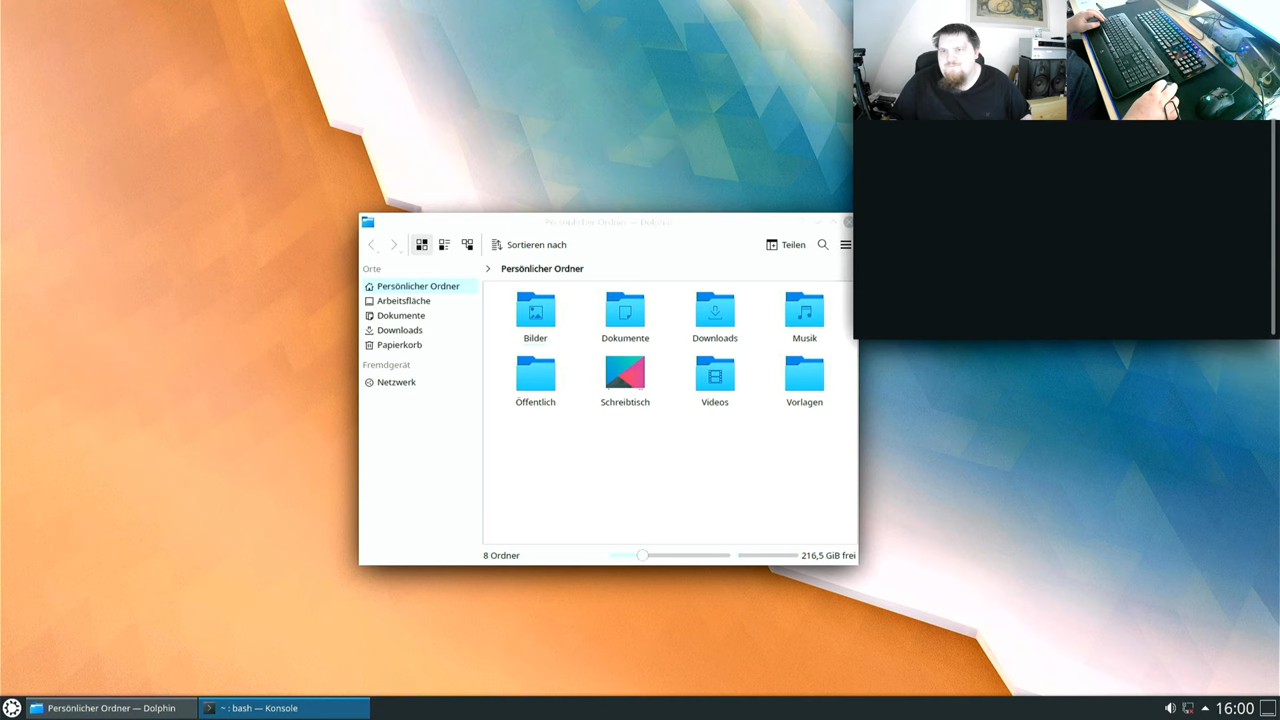 Persönlicher Ordner — Dolphin
Sortieren nach
Teilen
Orte
Persönlicher Ordner
Persönlicher Ordner
Arbeitsfläche
Dokumente
Downloads
Papierkorb
Fremdgerät
Netzwerk
Bilder
Dokumente
Downloads
Musik
Öffentlich
Schreibtisch
Videos
Vorlagen
8 Ordner
216,5 GiB frei
Persönlicher Ordner — Dolphin
~ : bash — Konsole
16:00